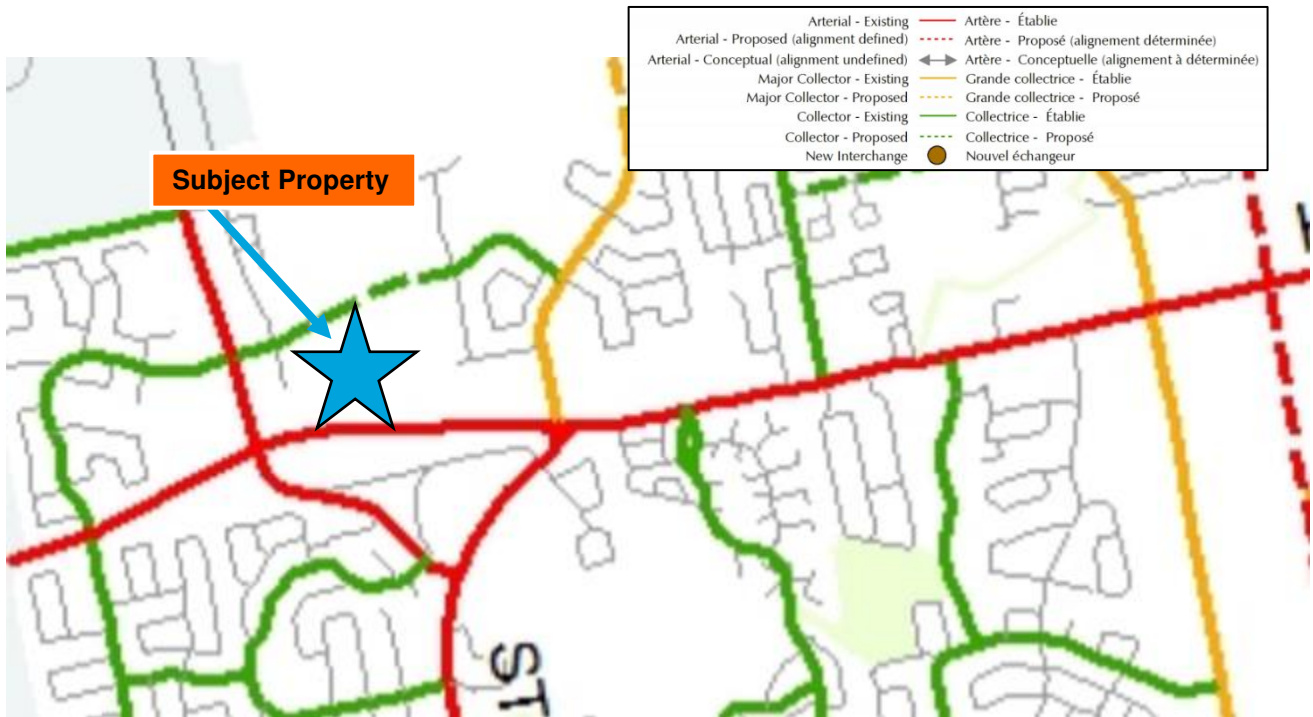 Arterial - Existing Artère - Établie
Arterial - Proposed (alignment defined) Artère - Proposé (alignement déterminée)
Arterial - Conceptual (alignment undefined) Artère - Conceptuelle (alignement à déterminée)
Major Collector - Existing Grande collectrice - Établie
Major Collector - Proposed Grande collectrice - Proposé
Collector - Existing Collectrice - Établie
Collector - Proposed Collectrice - Proposé
New Interchange Nouvel échangeur
Subject Property
ST